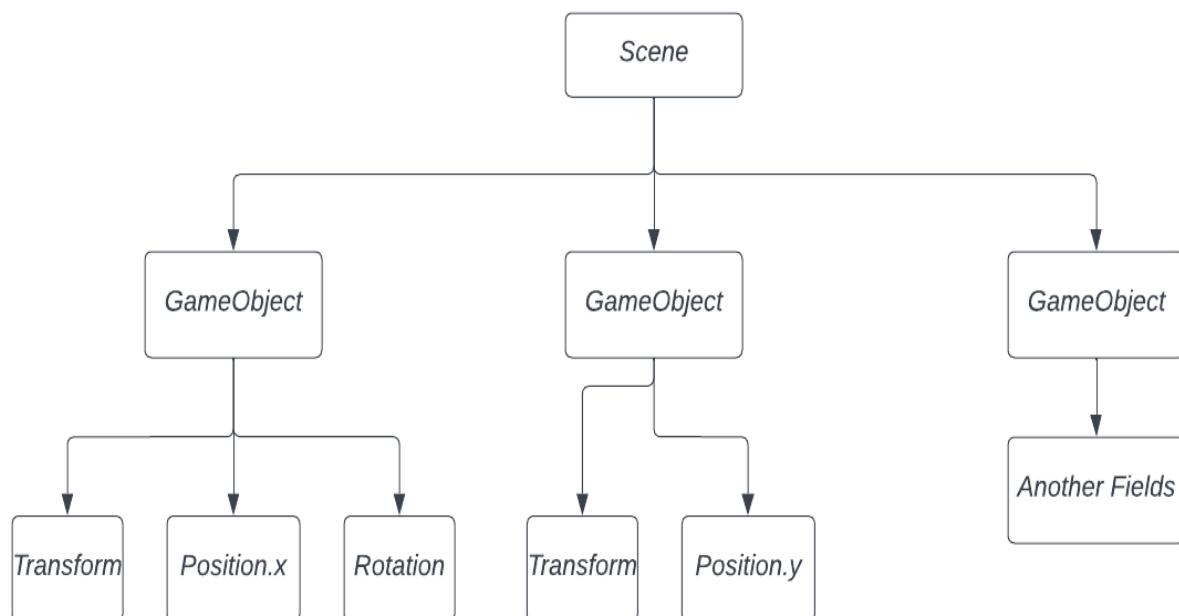 Scene
GameObject
GameObject
GameObject
Another Fields
Transform
Position.x
Rotation
Transform
Position.y